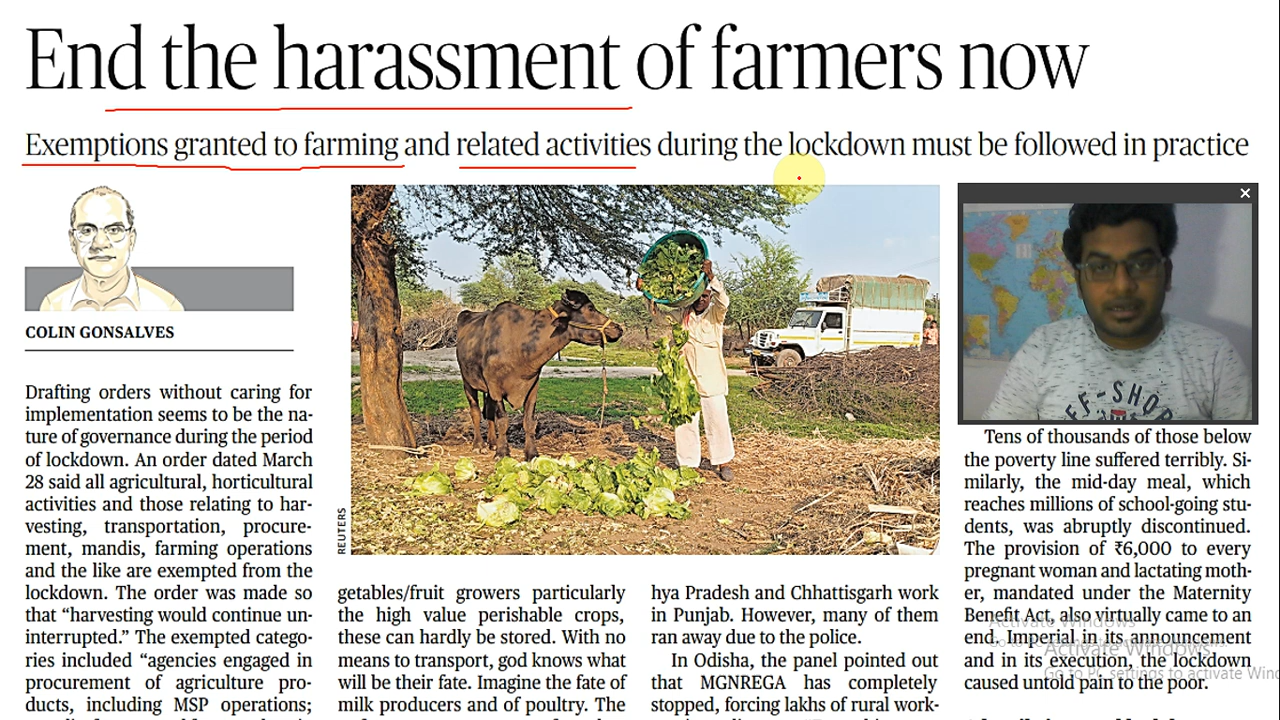 End the harassment of farmers now
Exemptions granted to farming and related activities during the lockdown must be followed in practice
COLIN GONSALVES
Drafting orders without caring for
implementation seems to be the na-
ture of governance during the period
of lockdown. An order dated March
28 said all agricultural, horticultural
activities and those relating to har-
vesting, transportation, procure-
ment, mandis, farming operations
and the like are exempted from the
lockdown. The order was made so
that “harvesting would continue un-
interrupted.” The exempted catego-
ries included “agencies engaged in
procurement of agriculture pro-
ducts, including MSP operations;
REUTERS
getables/fruit growers particularly
the high value perishable crops,
these can hardly be stored. With no
means to transport, god knows what
will be their fate. Imagine the fate of
milk producers and of poultry. The
hya Pradesh and Chhattisgarh work
in Punjab. However, many of them
ran away due to the police.
In Odisha, the panel pointed out
that MGNREGA has completely
stopped, forcing lakhs of rural work-
FF-SHOR
Tens of thousands of those below
the poverty line suffered terribly. Si-
milarly, the mid-day meal, which
reaches millions of school-going stu-
dents, was abruptly discontinued.
The provision of ₹6,000 to every
pregnant woman and lactating moth-
er, mandated under the Maternity
Benefit Act, also virtually came to an
end. Imperial in its announcement
and in its execution, the lockdown
caused untold pain to the poor.
Activate Windows
Activate Windows
Go to PC settings to activate Win